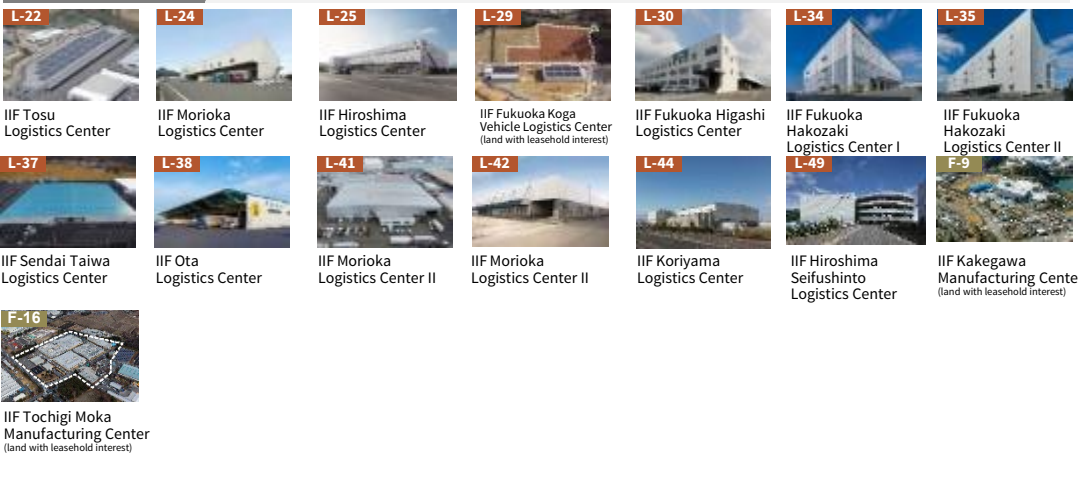 L-22
IIF Tosu
Logistics Center
L-24
IIF Morioka
Logistics Center
L-25
IIF Hiroshima
Logistics Center
L-29
IIF Fukuoka Koga
Vehicle Logistics Center
(land with leasehold interest)
L-30
IIF Fukuoka Higashi
Logistics Center
L-34
IIF Fukuoka
Hakozaki
Logistics Center I
L-35
IIF Fukuoka
Hakozaki
Logistics Center II
L-37
IIF Sendai Taiwa
Logistics Center
L-38
IIF Ota
Logistics Center
L-41
IIF Morioka
Logistics Center II
L-42
IIF Morioka
Logistics Center II
L-44
IIF Koriyama
Logistics Center
L-49
IIF Hiroshima
Seifushinto
Logistics Center
F-9
IIF Kakegawa
Manufacturing Cente
(land with leasehold interest)
F-16
IIF Tochigi Moka
Manufacturing Center
(land with leasehold interest)